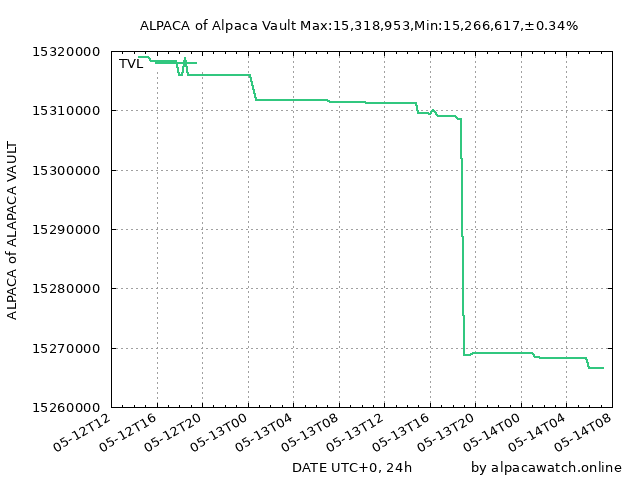 ALPACA of Alpaca Vault Max:15,318,953,Min:15,266,617,±0.34%
15320000
TVL
15310000
15300000
15290000
15280000
15270000
15260000
ALPACA of ALAPACA VAULT
05-12T12
05-12T16
05-12T20
05-13T00
05-13T04
05-13T08
05-13T12
05-13T16
05-13T20
05-14T00
05-14T04
05-14T08
DATE UTC+0, 24h
by alpacawatch.online